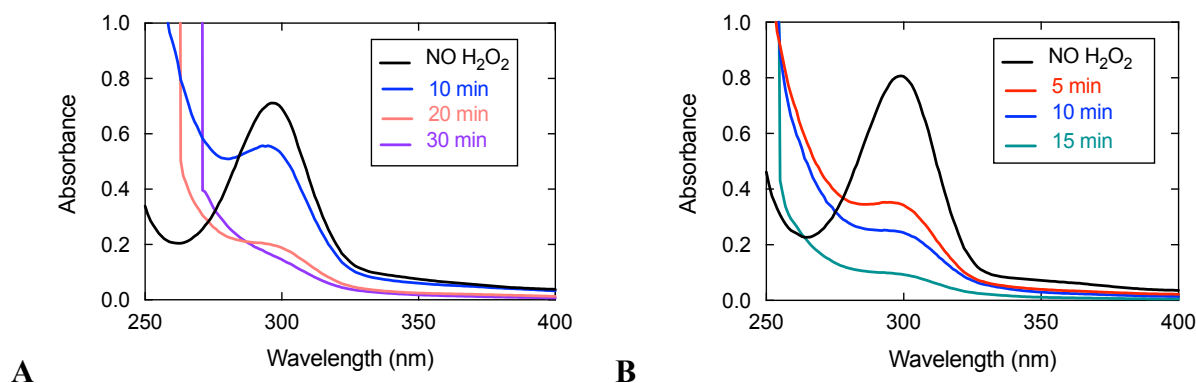 1.0
0.8
0.6
0.4
0.2
0.0
Absorbance
250
300
350
400
Wavelength (nm)
NO H₂O₂
10 min
20 min
30 min
A
1.0
0.8
0.6
0.4
0.2
0.0
Absorbance
250
300
350
400
Wavelength (nm)
NO H₂O₂
5 min
10 min
15 min
B